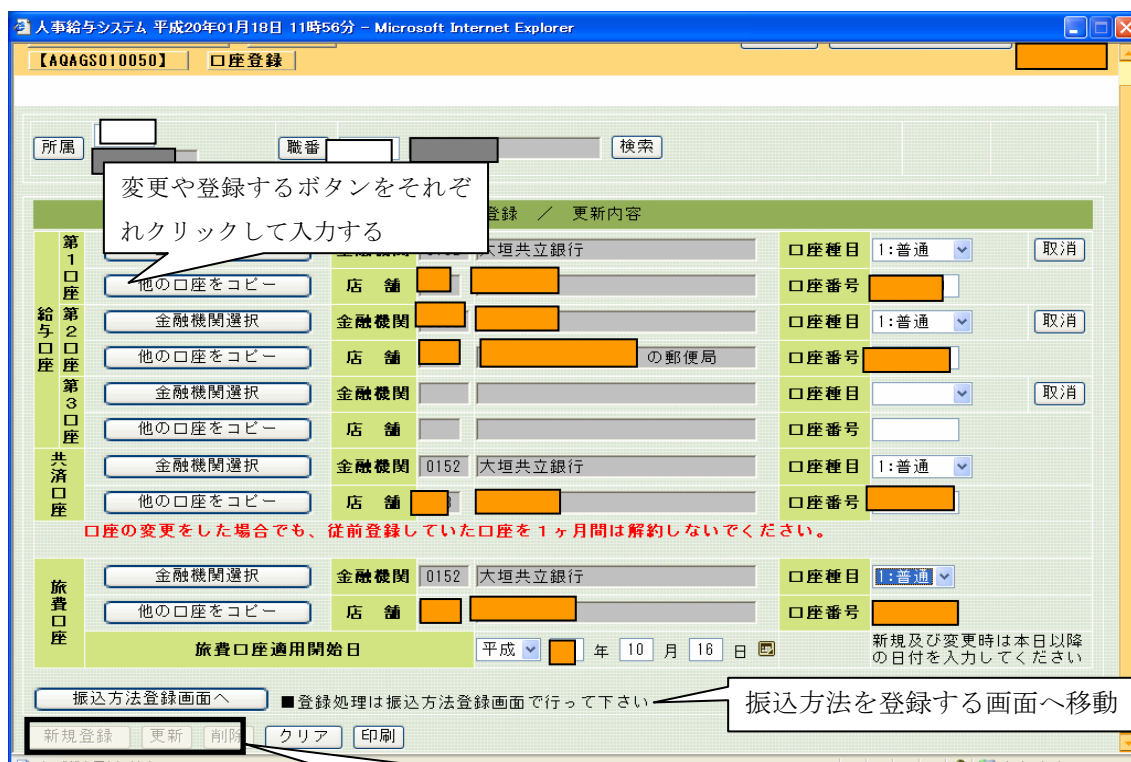 人事給与システム 平成20年01月18日 11時56分 - Microsoft Internet Explorer
【AQAGS010050】 口座登録
所属 職番 検索
変更や登録するボタンをそれぞ
れクリックして入力する
登録 / 更新内容
給与口座
第1口座
金融機関 大垣共立銀行 口座種目 1:普通 取消
他の口座をコピー 店 舗 口座番号
第2口座
金融機関選択 金融機関 口座種目 1:普通 取消
他の口座をコピー 店 舗 の郵便局 口座番号
第3口座
金融機関選択 金融機関 口座種目 取消
他の口座をコピー 店 舗 口座番号
共済口座
金融機関選択 金融機関 0152 大垣共立銀行 口座種目 1:普通
他の口座をコピー 店 舗 口座番号
口座の変更をした場合でも、従前登録していた口座を1ヶ月間は解約しないでください。
旅費口座
金融機関選択 金融機関 0152 大垣共立銀行 口座種目 1:普通
他の口座をコピー 店 舗 口座番号
旅費口座適用開始日 平成 年 10 月 16 日 新規及び変更時は本日以降
の日付を入力してください
振込方法登録画面へ ■登録処理は振込方法登録画面で行って下さい
振込方法を登録する画面へ移動
新規登録 更新 削除 クリア 印刷